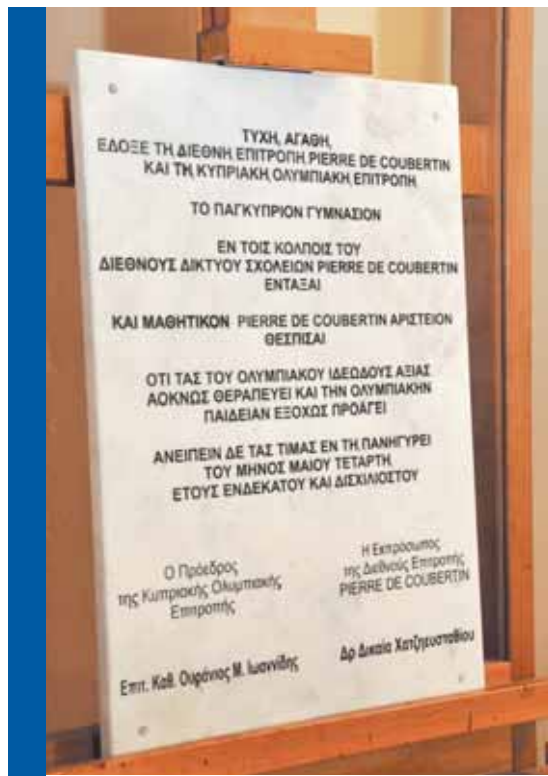 ΤΥΧΗ, ΑΓΑΘΗ,
ΕΔΟΞΕ ΤΗ, ΔΙΕΘΝΗ, ΕΠΙΤΡΟΠΗ, PIERRE DE COUBERTIN
ΚΑΙ ΤΗ, ΚΥΠΡΙΑΚΗ, ΟΛΥΜΠΙΑΚΗ, ΕΠΙΤΡΟΠΗ,
ΤΟ ΠΑΓΚΥΠΡΙΟΝ ΓΥΜΝΑΣΙΟΝ
ΕΝ ΤΟΙΣ ΚΟΛΠΟΙΣ ΤΟΥ
ΔΙΕΘΝΟΥΣ ΔΙΚΤΥΟΥ ΣΧΟΛΕΙΩΝ PIERRE DE COUBERTIN
ΕΝΤΑΞΑΙ
ΚΑΙ ΜΑΘΗΤΙΚΟΝ PIERRE DE COUBERTIN ΑΡΙΣΤΕΙΟΝ
ΘΕΣΠΙΣΑΙ
ΟΤΙ ΤΑΣ ΤΟΥ ΟΛΥΜΠΙΑΚΟΥ ΙΔΕΩΔΟΥΣ ΑΞΙΑΣ
ΑΟΚΝΩΣ ΘΕΡΑΠΕΥΕΙ ΚΑΙ ΤΗΝ ΟΛΥΜΠΙΑΚΗΝ
ΠΑΙΔΕΙΑΝ ΕΞΟΧΩΣ ΠΡΟΑΓΕΙ
ΑΝΕΙΠΕΙΝ ΔΕ ΤΑΣ ΤΙΜΑΣ ΕΝ ΤΗ, ΠΑΝΗΓΥΡΕΙ
ΤΟΥ ΜΗΝΟΣ ΜΑΙΟΥ ΤΕΤΑΡΤΗ,
ΕΤΟΥΣ ΕΝΔΕΚΑΤΟΥ ΚΑΙ ΔΙΣΧΙΛΙΟΣΤΟΥ
Ο Πρόεδρος
της Κυπριακής Ολυμπιακής
Επιτροπής
Επιτ. Καθ. Ουράνιος Μ. Ιωαννίδης
Η Εκπρόσωπος
της Διεθνούς Επιτροπής
PIERRE DE COUBERTIN
Δρ Δικαία Χατζηευσταθίου